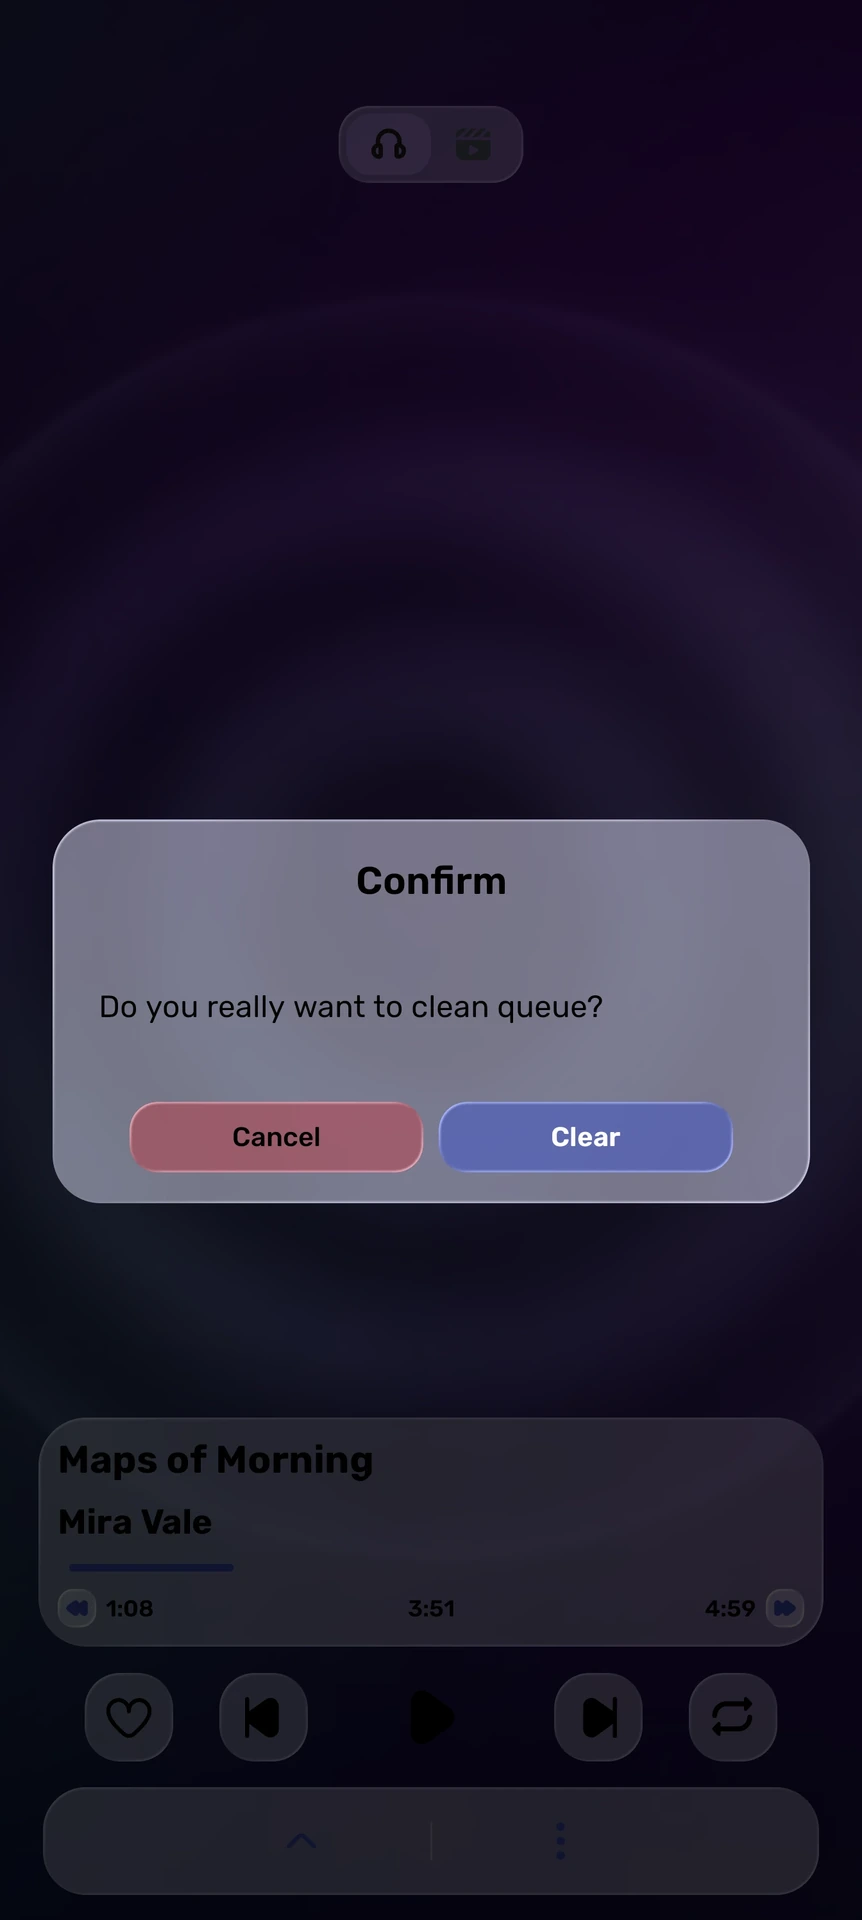 Confirm
Do you really want to clean queue?
Cancel
Clear
Maps of Morning
Mira Vale
1:08
3:51
4:59